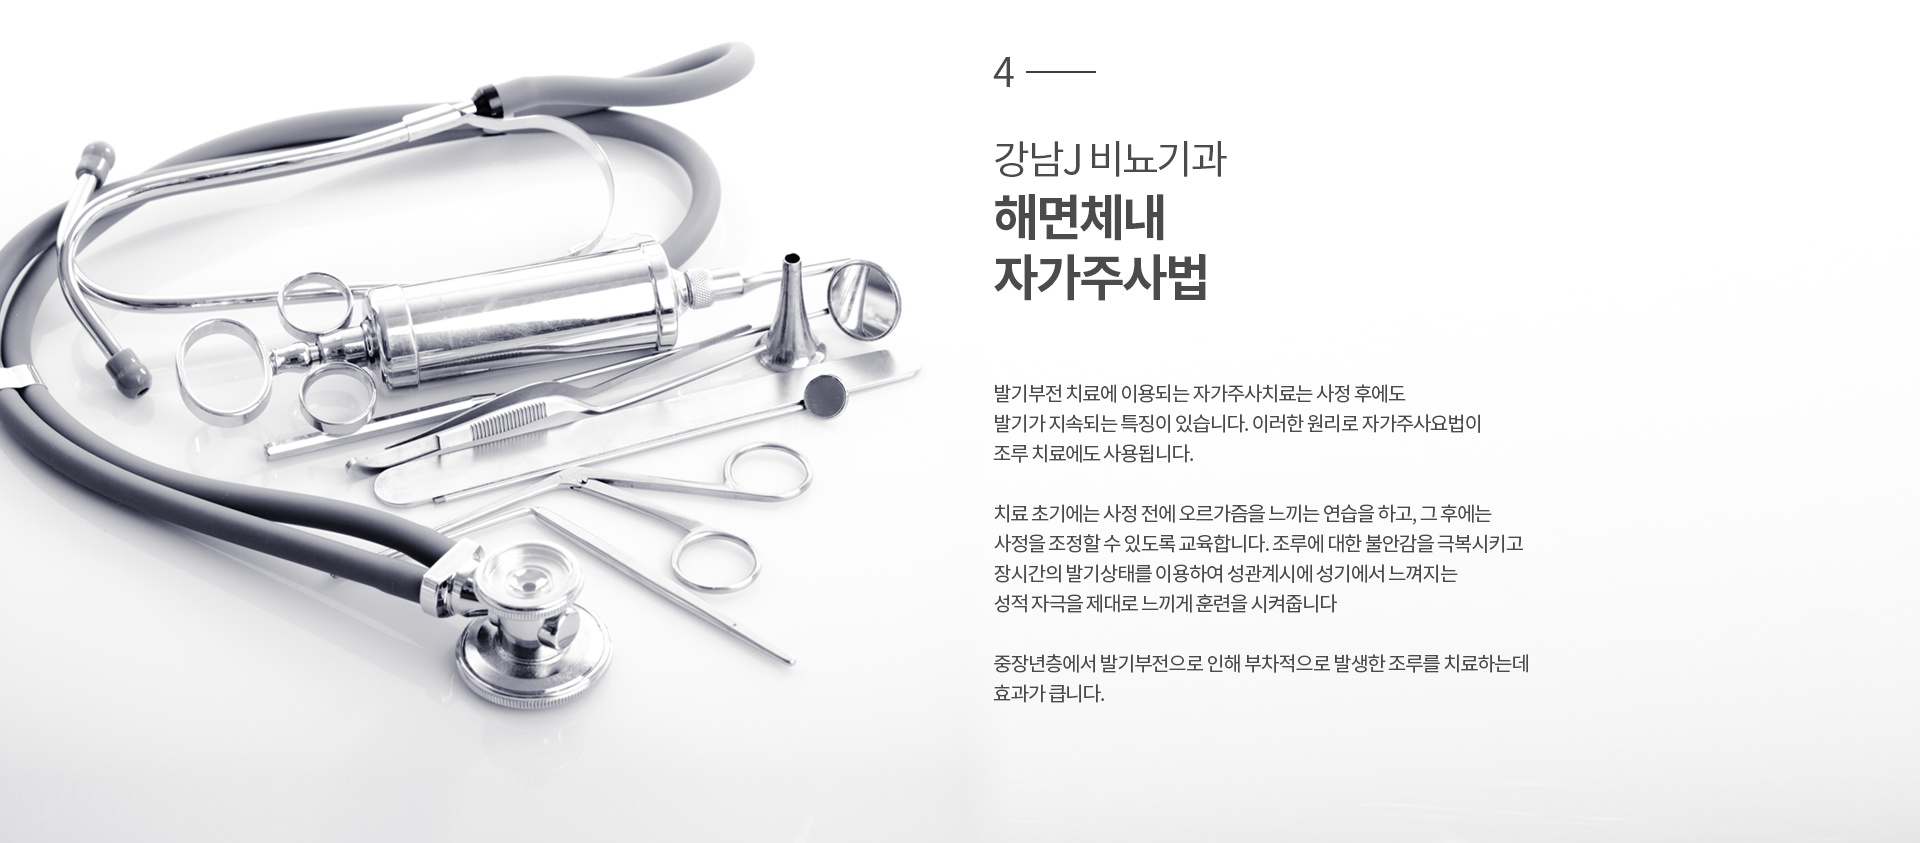 4
강남J 비뇨기과
해면체내
자가주사법
발기부전 치료에 이용되는 자가주사치료는 사정 후에도
발기가 지속되는 특징이 있습니다. 이러한 원리로 자가주사요법이
조루 치료에도 사용됩니다.
치료 초기에는 사정 전에 오르가즘을 느끼는 연습을 하고, 그 후에는
사정을 조정할 수 있도록 교육합니다. 조루에 대한 불안감을 극복시키고
장시간의 발기상태를 이용하여 성관계시에 성기에서 느껴지는
성적 자극을 제대로 느끼게 훈련을 시켜줍니다
중장년층에서 발기부전으로 인해 부차적으로 발생한 조루를 치료하는데
효과가 큽니다.